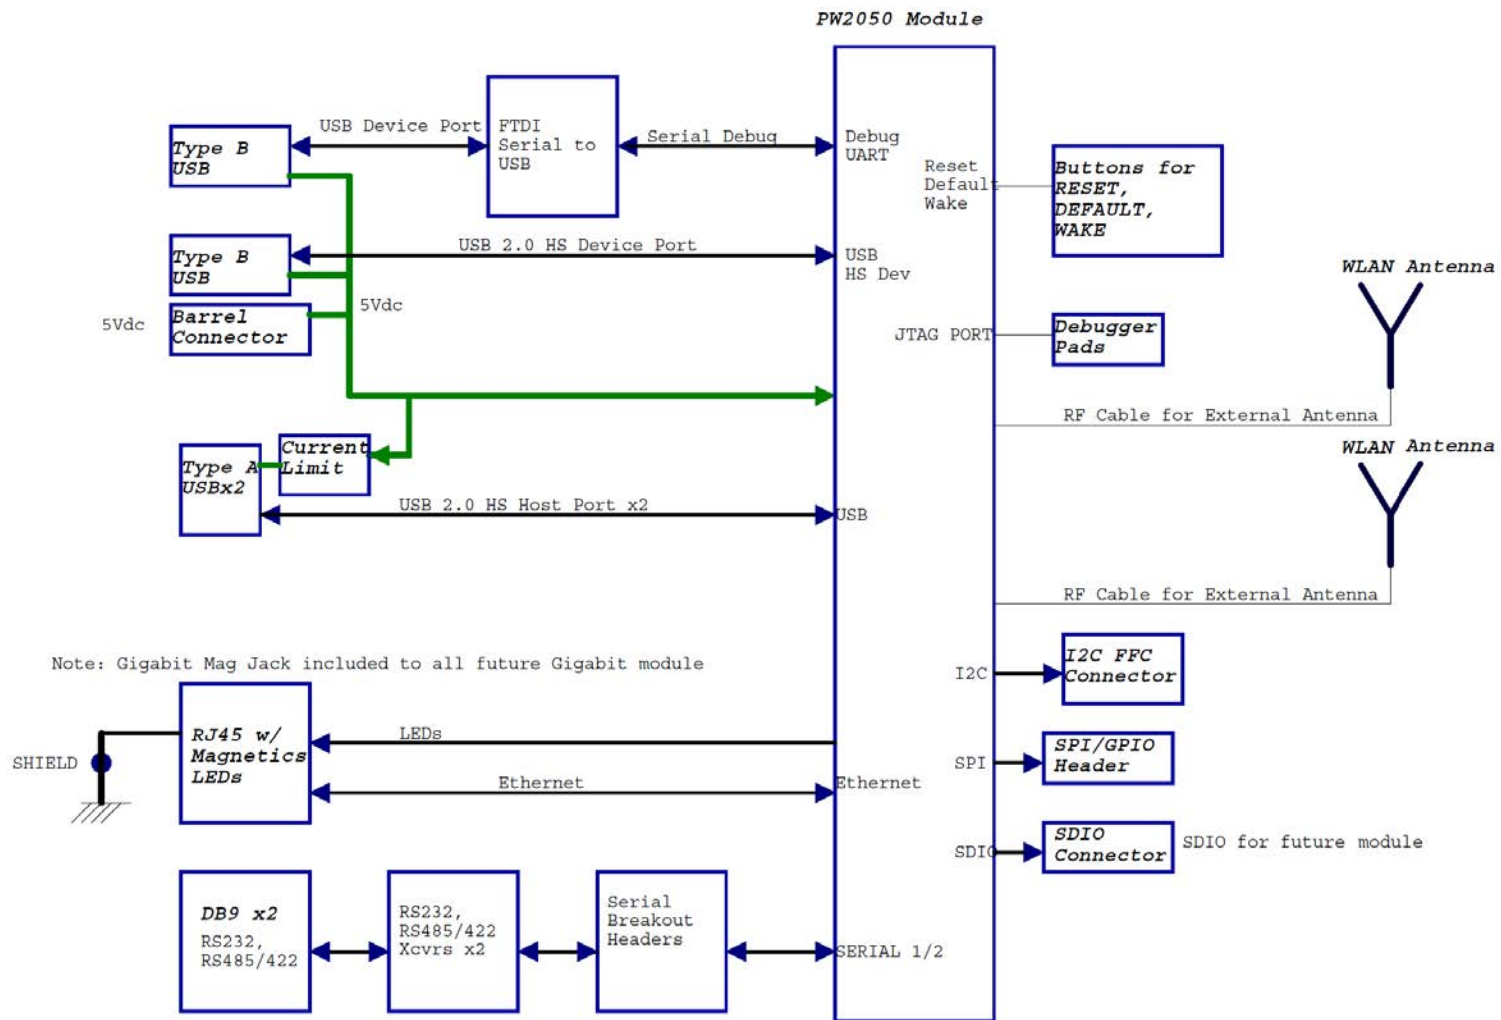 PW2050 Module
Type B
USB
USB Device Port
FTDI
Serial to
USB
Serial Debug
Debug
UART
Reset
Default
Wake
Buttons for
RESET,
DEFAULT,
WAKE
Type B
USB
USB 2.0 HS Device Port
USB
HS Dev
WLAN Antenna
5Vdc
Barrel
Connector
5Vdc
JTAG PORT
Debugger
Pads
RF Cable for External Antenna
Type A
USBx2
Current
Limit
WLAN Antenna
USB 2.0 HS Host Port x2
USB
RF Cable for External Antenna
Note: Gigabit Mag Jack included to all future Gigabit module
I2C
I2C FFC
Connector
SHIELD
RJ45 w/
Magnetics
LEDs
LEDs
Ethernet
Ethernet
SPI
SPI/GPIO
Header
SDIO
SDIO
Connector
SDIO for future module
DB9 x2
RS232,
RS485/422
RS232,
RS485/422
Xcvrs x2
Serial
Breakout
Headers
SERIAL 1/2